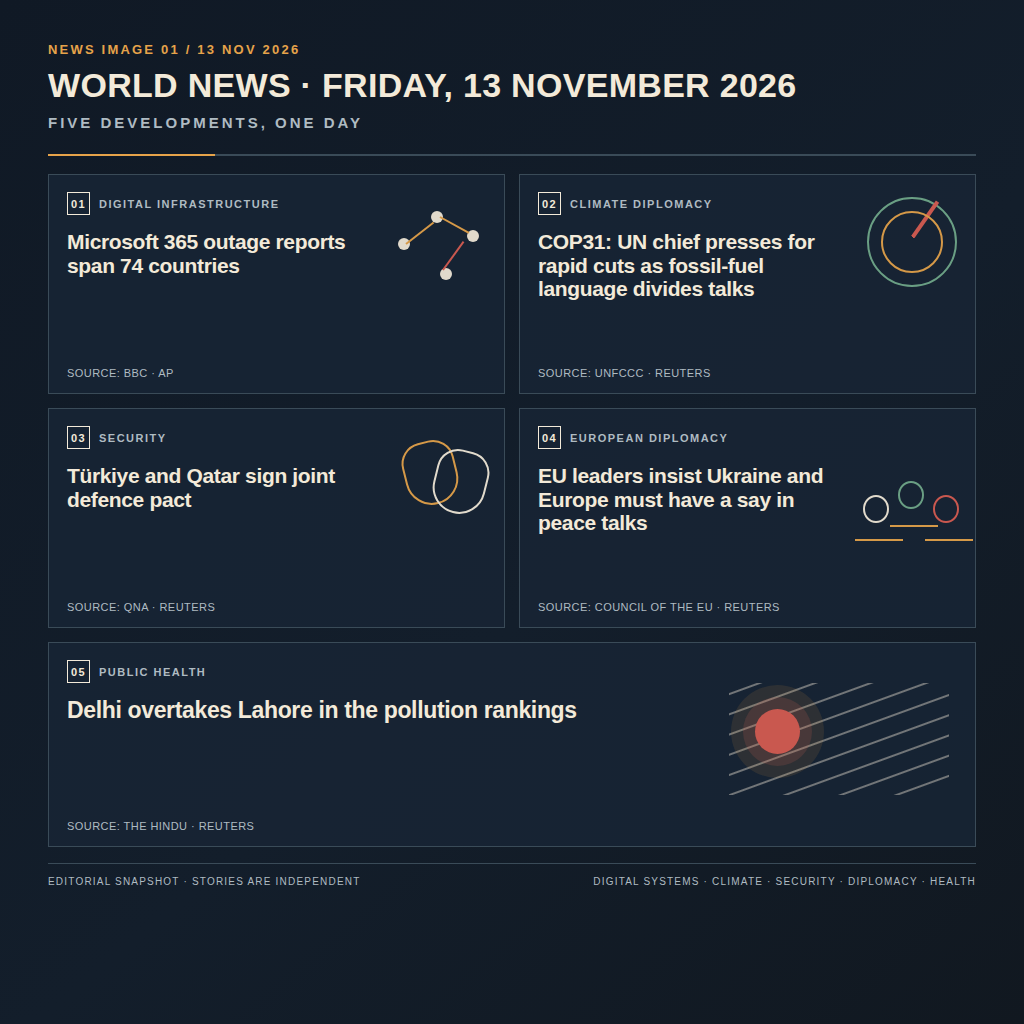 NEWS IMAGE 01 / 13 NOV 2026
WORLD NEWS · FRIDAY, 13 NOVEMBER 2026
FIVE DEVELOPMENTS, ONE DAY
01 DIGITAL INFRASTRUCTURE
Microsoft 365 outage reports
span 74 countries
SOURCE: BBC · AP
02 CLIMATE DIPLOMACY
COP31: UN chief presses for
rapid cuts as fossil-fuel
language divides talks
SOURCE: UNFCCC · REUTERS
03 SECURITY
Türkiye and Qatar sign joint
defence pact
SOURCE: QNA · REUTERS
04 EUROPEAN DIPLOMACY
EU leaders insist Ukraine and
Europe must have a say in
peace talks
SOURCE: COUNCIL OF THE EU · REUTERS
05 PUBLIC HEALTH
Delhi overtakes Lahore in the pollution rankings
SOURCE: THE HINDU · REUTERS
EDITORIAL SNAPSHOT · STORIES ARE INDEPENDENT
DIGITAL SYSTEMS · CLIMATE · SECURITY · DIPLOMACY · HEALTH